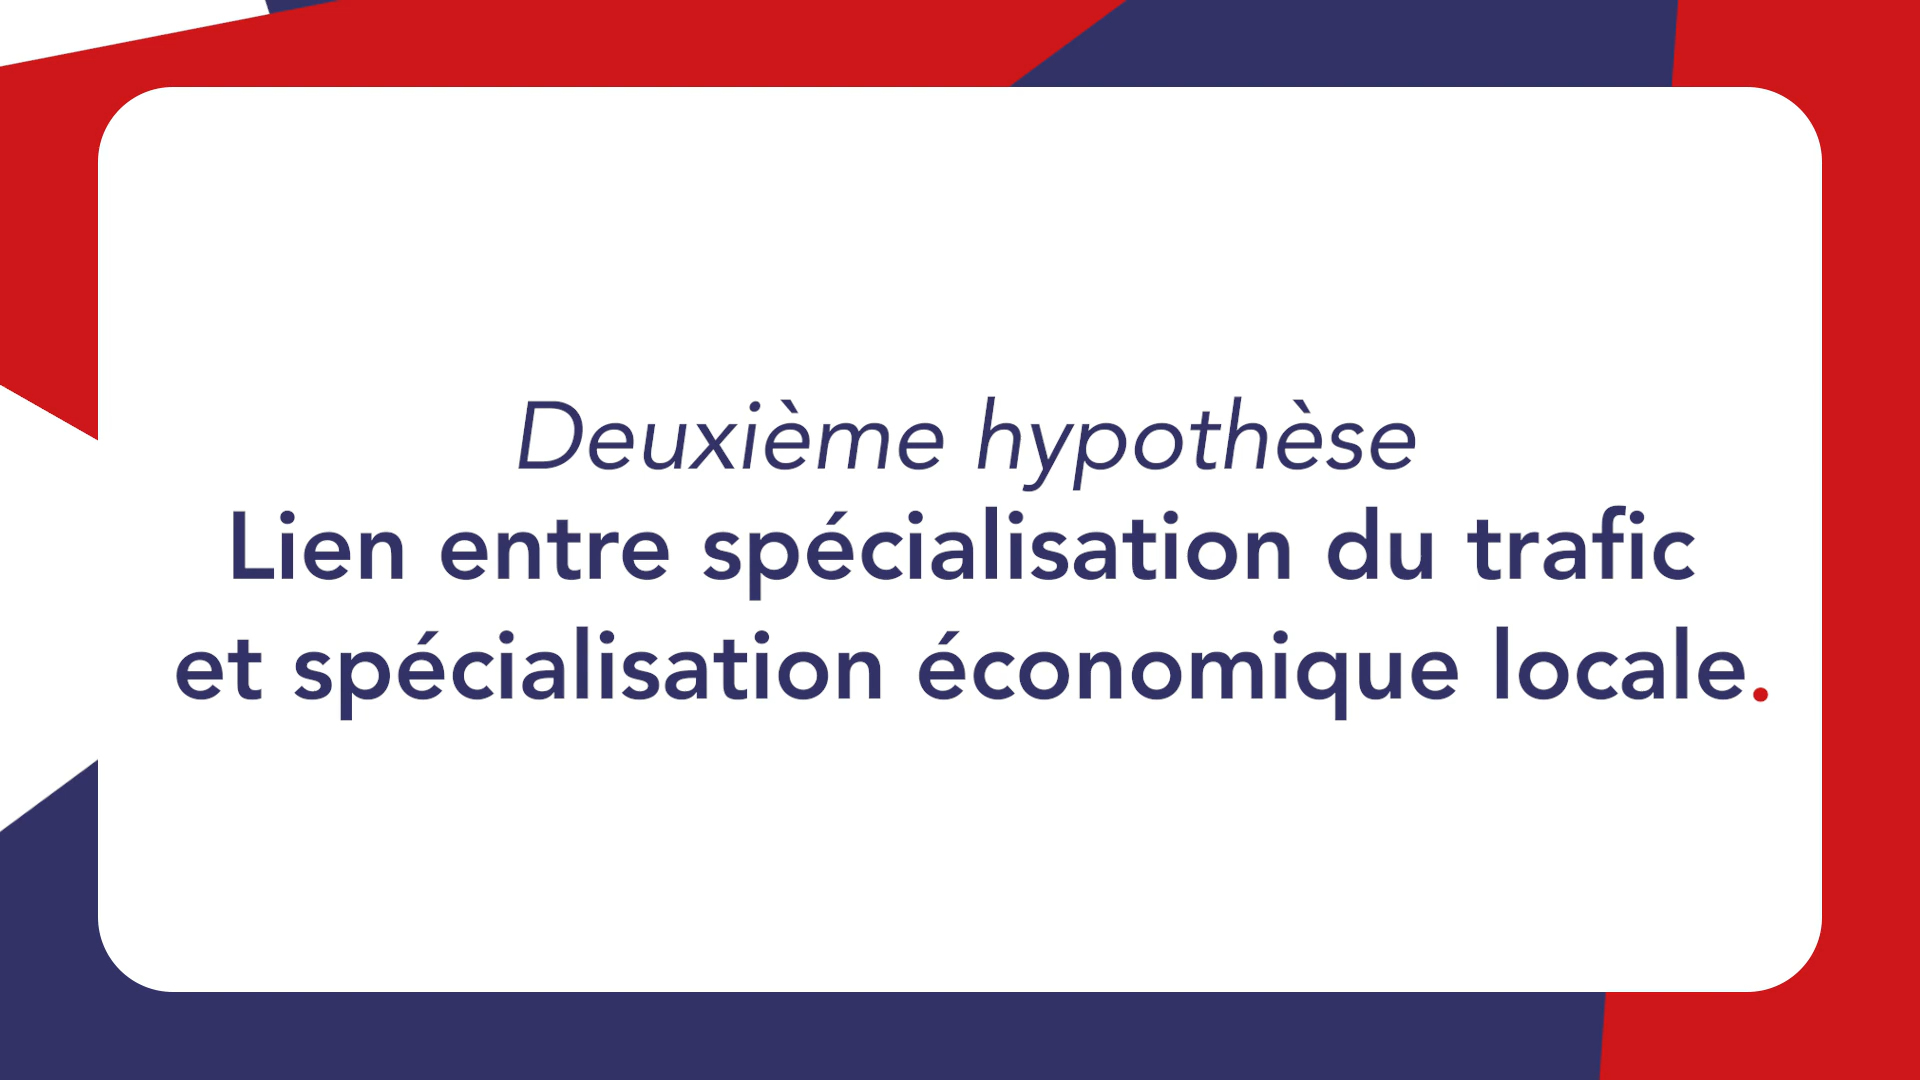 Deuxième hypothèse
Lien entre spécialisation du trafic
et spécialisation économique locale.